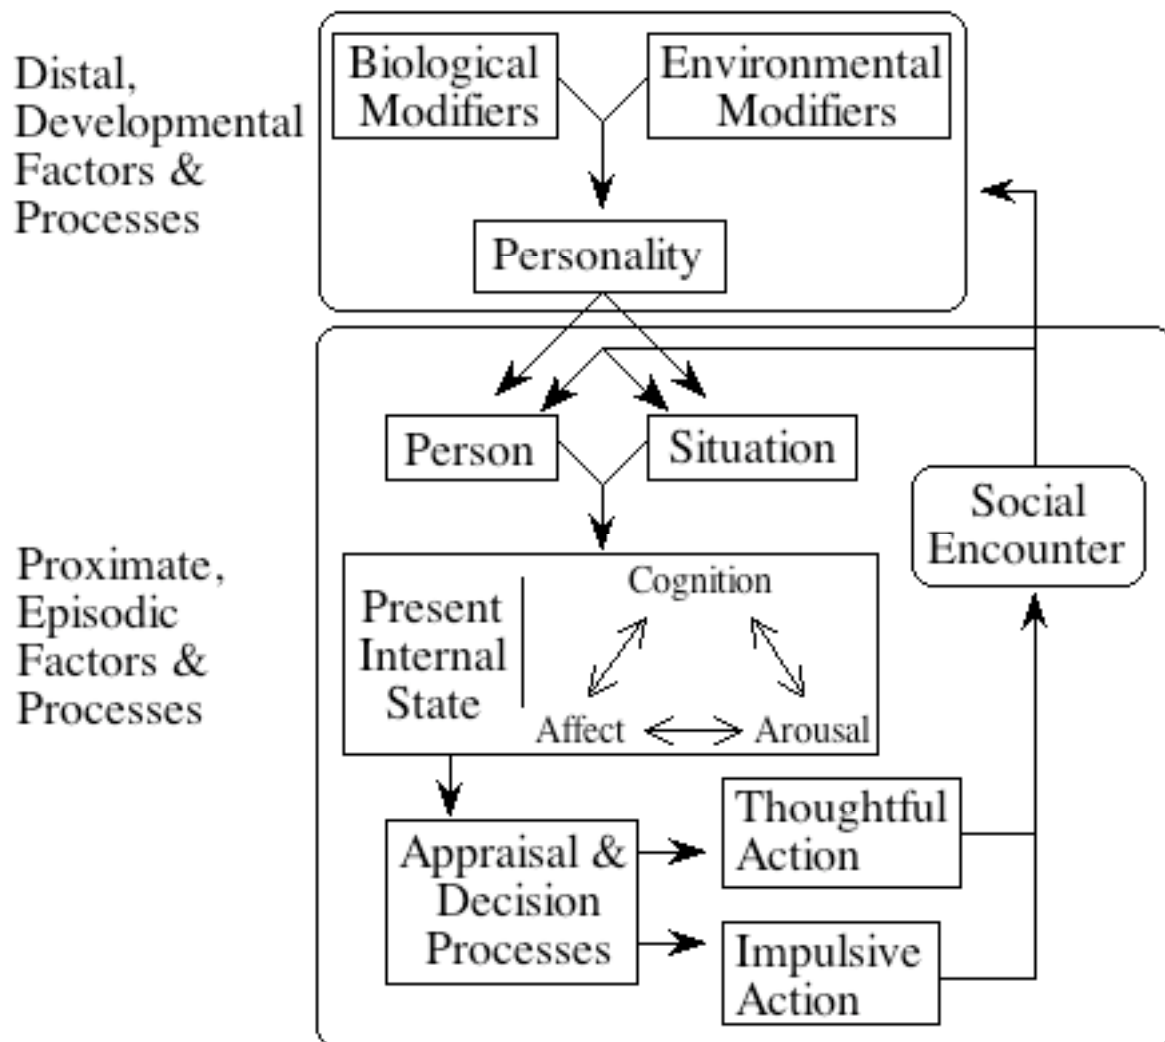 Distal,
Developmental
Factors &
Processes
Biological
Modifiers
Environmental
Modifiers
Personality
Proximate,
Episodic
Factors &
Processes
Person
Situation
Social
Encounter
Present
Internal
State
Cognition
Affect
Arousal
Appraisal &
Decision
Processes
Thoughtful
Action
Impulsive
Action